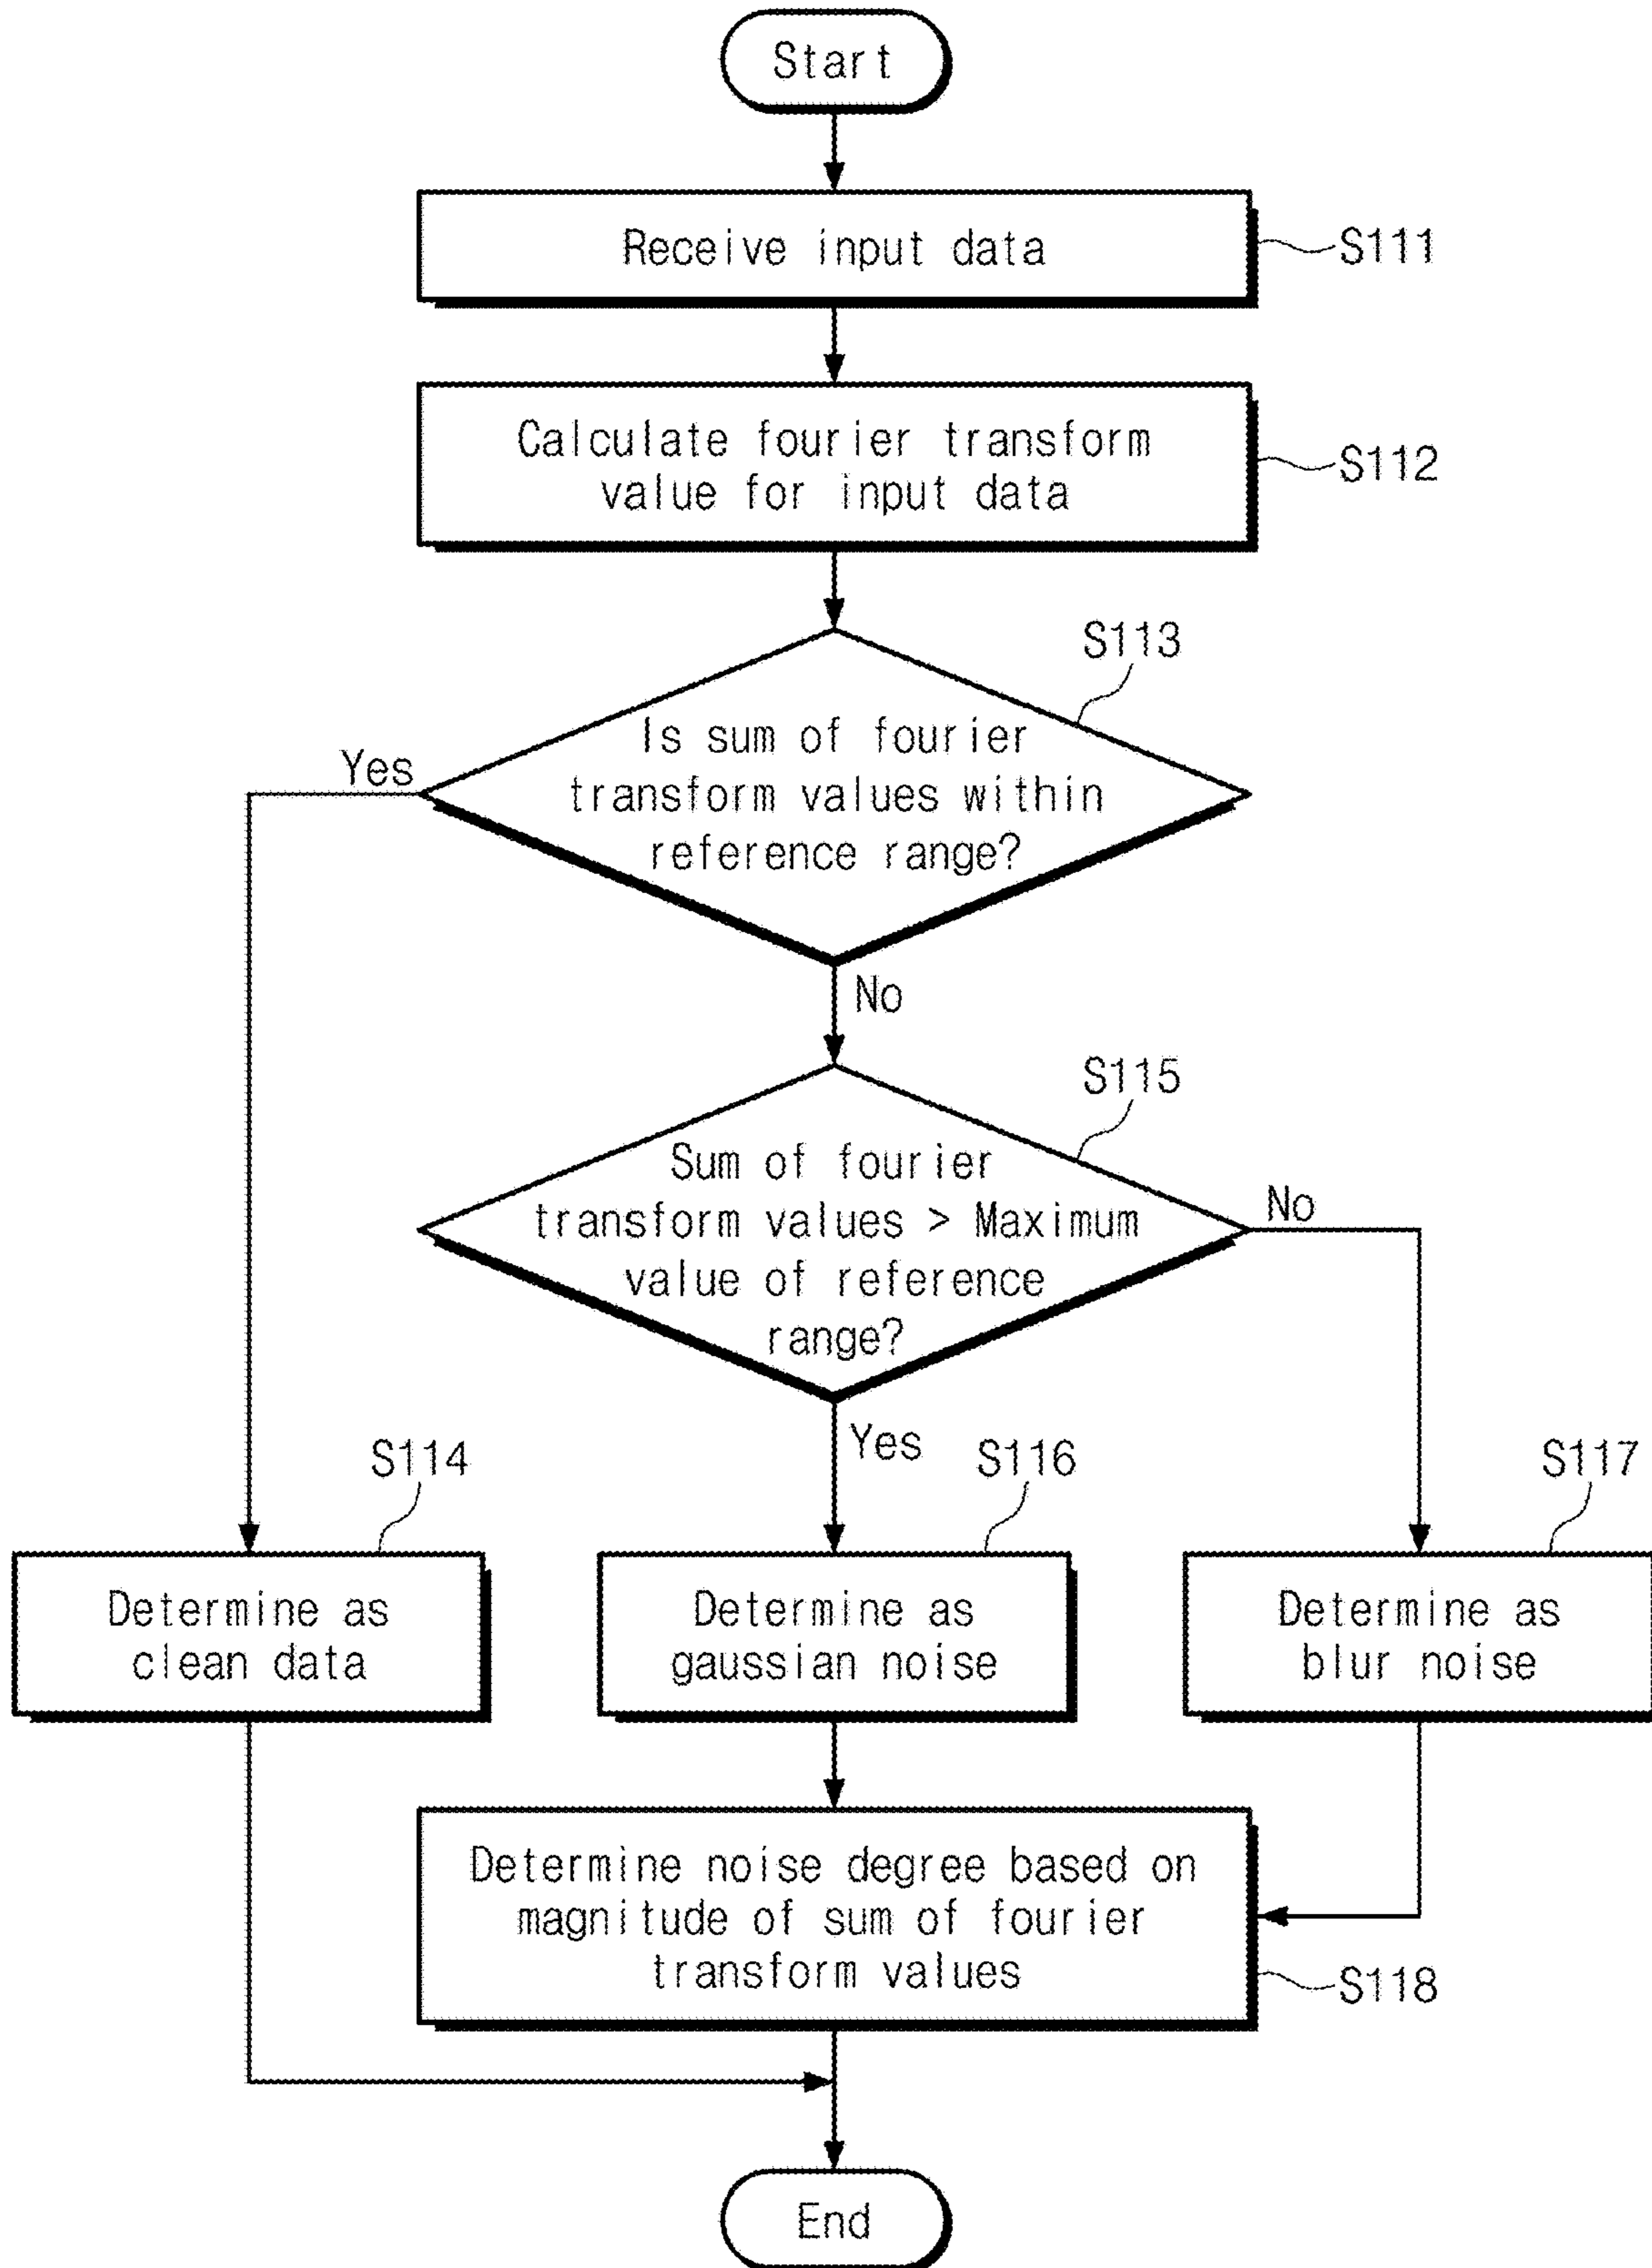 Start
Receive input data
S111
Calculate fourier transform
value for input data
S112
S113
Is sum of fourier
transform values within
reference range?
Yes
No
S115
Sum of fourier
transform values > Maximum
value of reference
range?
No
Yes
S114
S116
S117
Determine as
clean data
Determine as
gaussian noise
Determine as
blur noise
Determine noise degree based on
magnitude of sum of fourier
transform values
S118
End